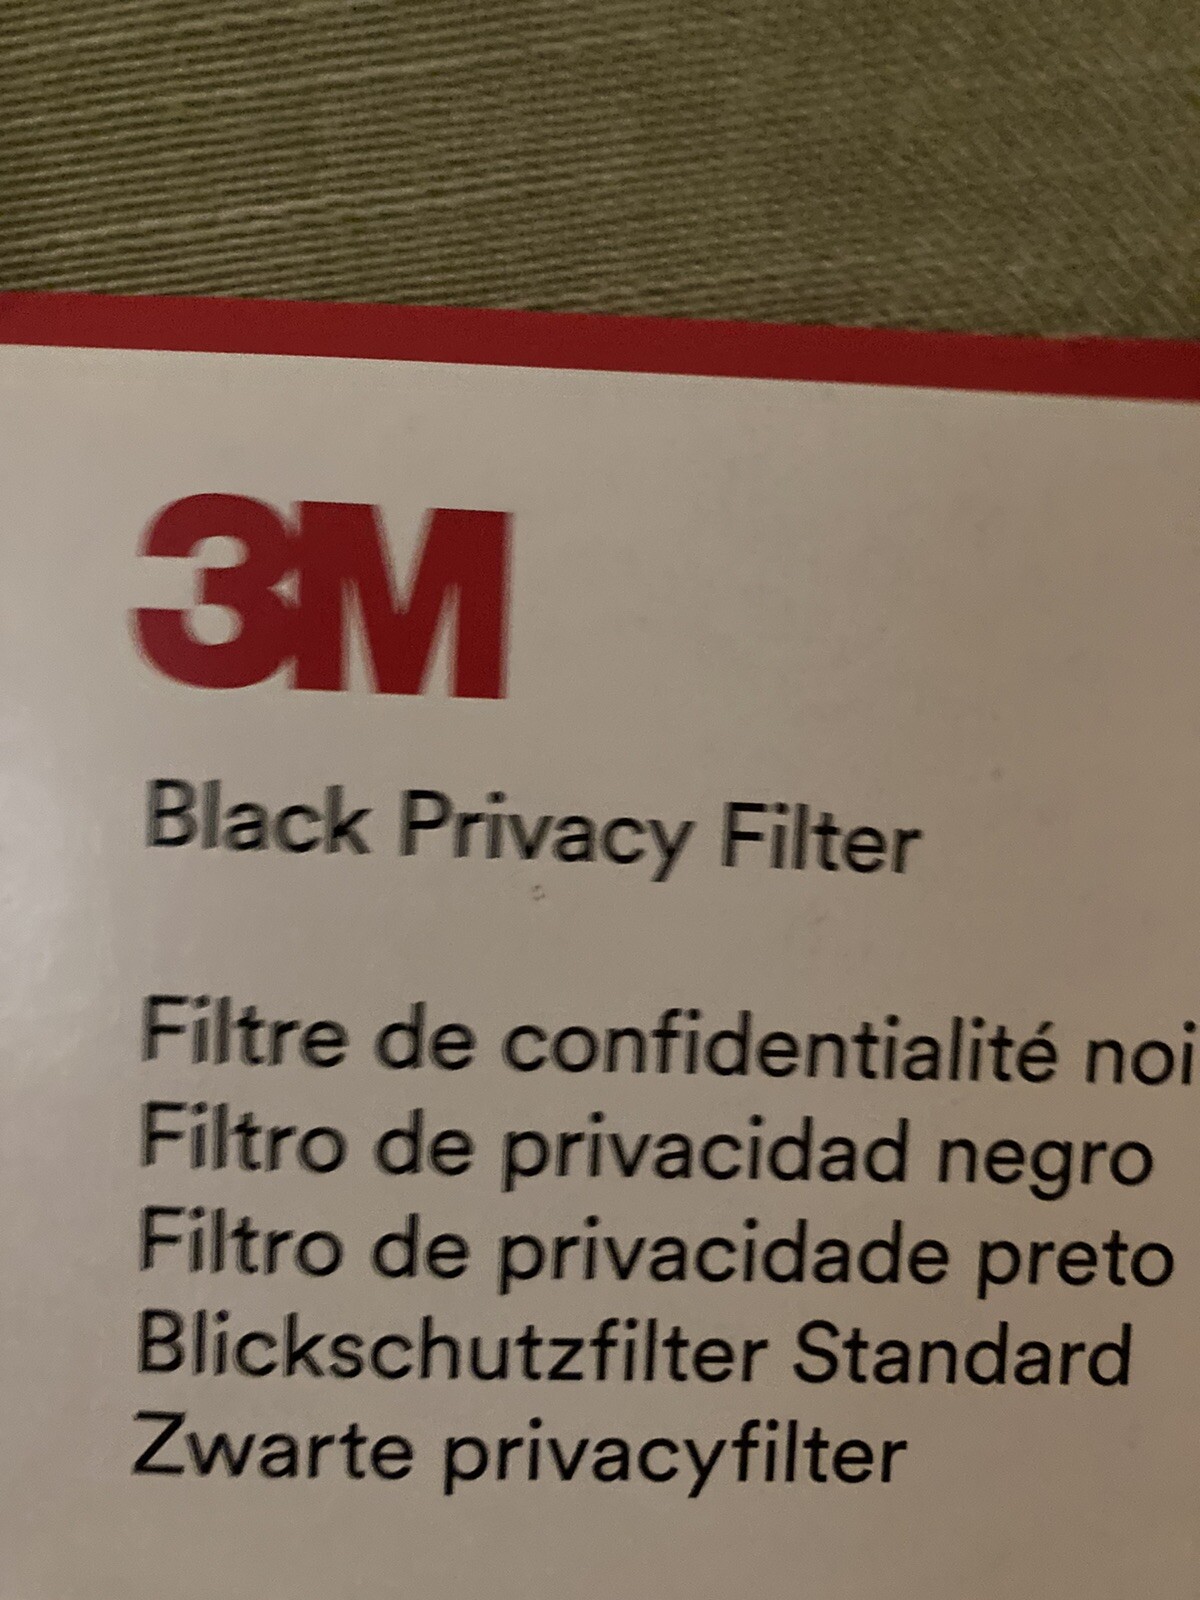 3M
Black Privacy Filter
Filtre de confidentialité noi
Filtro de privacidad negro
Filtro de privacidade preto
Blickschutzfilter Standard
Zwarte privacyfilter